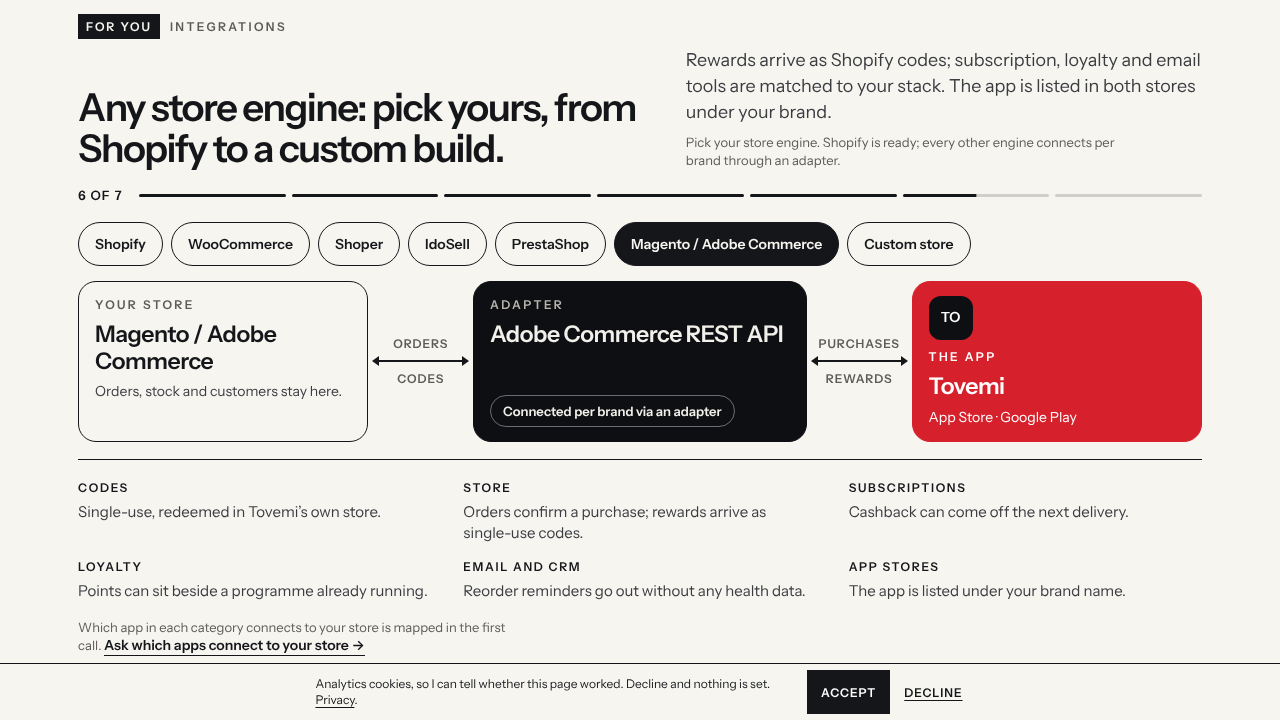 FOR YOU INTEGRATIONS
Any store engine: pick yours, from
Shopify to a custom build.
Rewards arrive as Shopify codes; subscription, loyalty and email
tools are matched to your stack. The app is listed in both stores
under your brand.
Pick your store engine. Shopify is ready; every other engine connects per
brand through an adapter.
6 OF 7
Shopify WooCommerce Shoper IdoSell PrestaShop Magento / Adobe Commerce Custom store
YOUR STORE
Magento / Adobe
Commerce
Orders, stock and customers stay here.
ORDERS
CODES
ADAPTER
Adobe Commerce REST API
Connected per brand via an adapter
PURCHASES
REWARDS
TO
THE APP
Tovemi
App Store · Google Play
CODES
Single-use, redeemed in Tovemi’s own store.
STORE
Orders confirm a purchase; rewards arrive as
single-use codes.
SUBSCRIPTIONS
Cashback can come off the next delivery.
LOYALTY
Points can sit beside a programme already running.
EMAIL AND CRM
Reorder reminders go out without any health data.
APP STORES
The app is listed under your brand name.
Which app in each category connects to your store is mapped in the first
call. Ask which apps connect to your store →
Analytics cookies, so I can tell whether this page worked. Decline and nothing is set.
Privacy.
ACCEPT DECLINE